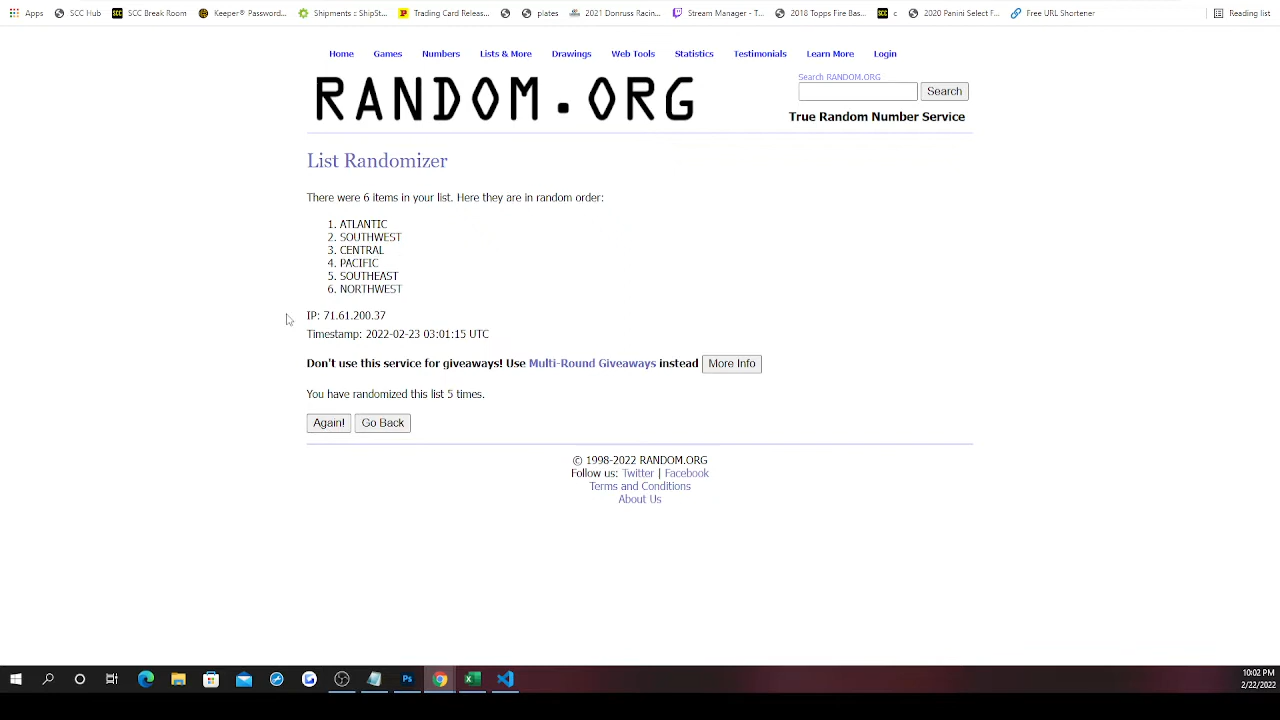 Apps SCC Hub SCC Break Room Keeper® Password... Shipments :: ShipSt... Trading Card Releas... plates 2021 Donruss Racin... Stream Manager - T... 2018 Topps Fire Bas... c 2020 Panini Select F... Free URL Shortener Reading list
Home Games Numbers Lists & More Drawings Web Tools Statistics Testimonials Learn More Login
RANDOM.ORG
Search RANDOM.ORG
Search
True Random Number Service
List Randomizer
There were 6 items in your list. Here they are in random order:
1. ATLANTIC
2. SOUTHWEST
3. CENTRAL
4. PACIFIC
5. SOUTHEAST
6. NORTHWEST
IP: 71.61.200.37
Timestamp: 2022-02-23 03:01:15 UTC
Don't use this service for giveaways! Use Multi-Round Giveaways instead More Info
You have randomized this list 5 times.
Again! Go Back
© 1998-2022 RANDOM.ORG
Follow us: Twitter | Facebook
Terms and Conditions
About Us
10:02 PM
2/22/2022